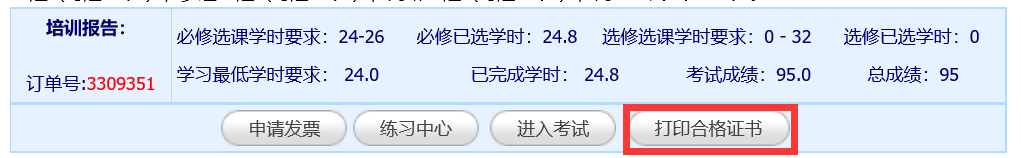 培训报告：
必修选课学时要求：24-26 必修已选学时：24.8 选修选课学时要求：0 - 32 选修已选学时：0
订单号:3309351
学习最低学时要求： 24.0 已完成学时： 24.8 考试成绩：95.0 总成绩：95
申请发票 练习中心 进入考试 打印合格证书